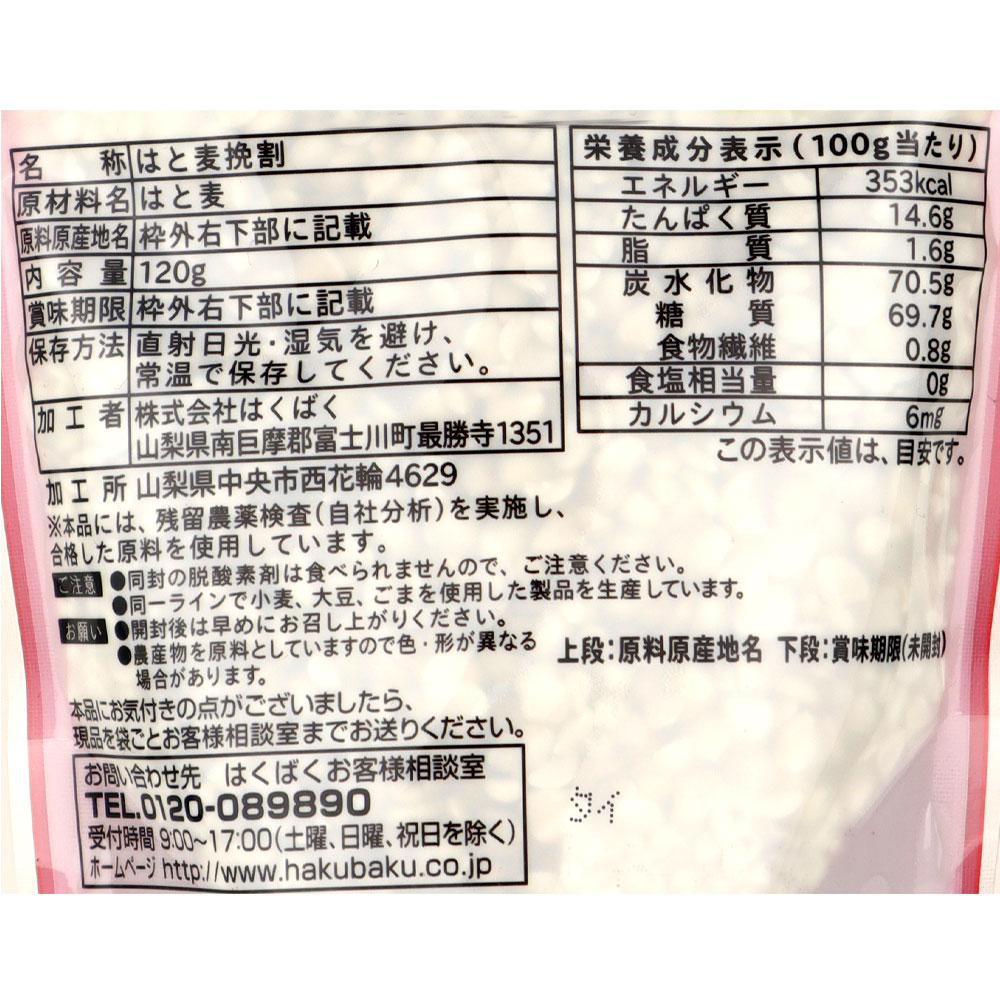 名称 はと麦挽割
原材料名 はと麦
原料原産地名 枠外右下部に記載
内容量 120g
賞味期限 枠外右下部に記載
保存方法 直射日光・湿気を避け、
常温で保存してください。
加工者 株式会社はくばく
山梨県南巨摩郡富士川町最勝寺1351
加工所 山梨県中央市西花輪4629
※本品には、残留農薬検査(自社分析)を実施し、
合格した原料を使用しています。
ご注意 ●同封の脱酸素剤は食べられませんので、ご注意ください。
●同一ラインで小麦、大豆、ごまを使用した製品を生産しています。
お願い ●開封後は早めにお召し上がりください。
●農産物を原料としていますので色・形が異なる
場合があります。
本品にお気付きの点がございましたら、
現品を袋ごとお客様相談室までお送りください。
お問い合わせ先 はくばくお客様相談室
TEL.0120-089890
受付時間 9:00~17:00(土曜、日曜、祝日を除く)
ホームページ http://www.hakubaku.co.jp
栄養成分表示(100g当たり)
エネルギー 353kcal
たんぱく質 14.6g
脂質 1.6g
炭水化物 70.5g
糖質 69.7g
食物繊維 0.8g
食塩相当量 0g
カルシウム 6mg
この表示値は、目安です。
上段:原料原産地名 下段:賞味期限(未開封)
タイ